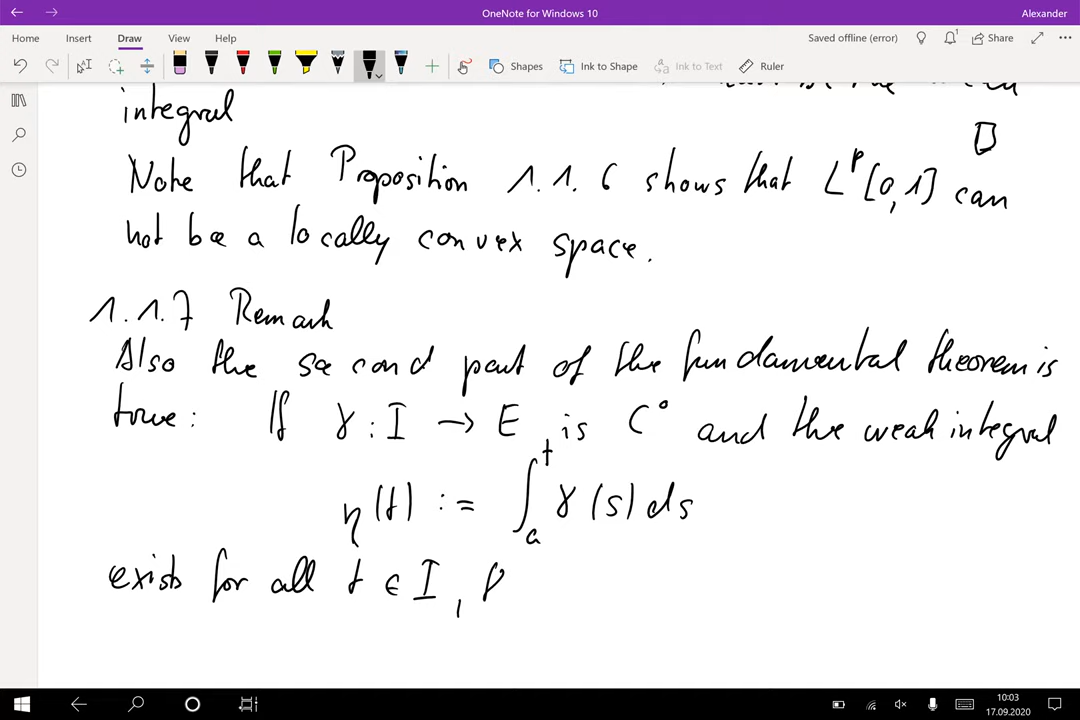 OneNote for Windows 10
Alexander
Home Insert Draw View Help
Saved offline (error) Share
Shapes Ink to Shape Ink to Text Ruler
integral
Note that Proposition 1.1.6 shows that L^p[0,1] can
not be a locally convex space.
1.1.7 Remark
Also the second part of the fundamental theorem is
true: If γ : I → E is C^0 and the weak integral
η(t) := ∫_a^t γ(s) ds
exists for all t ∈ I,
10:03
17.09.2020